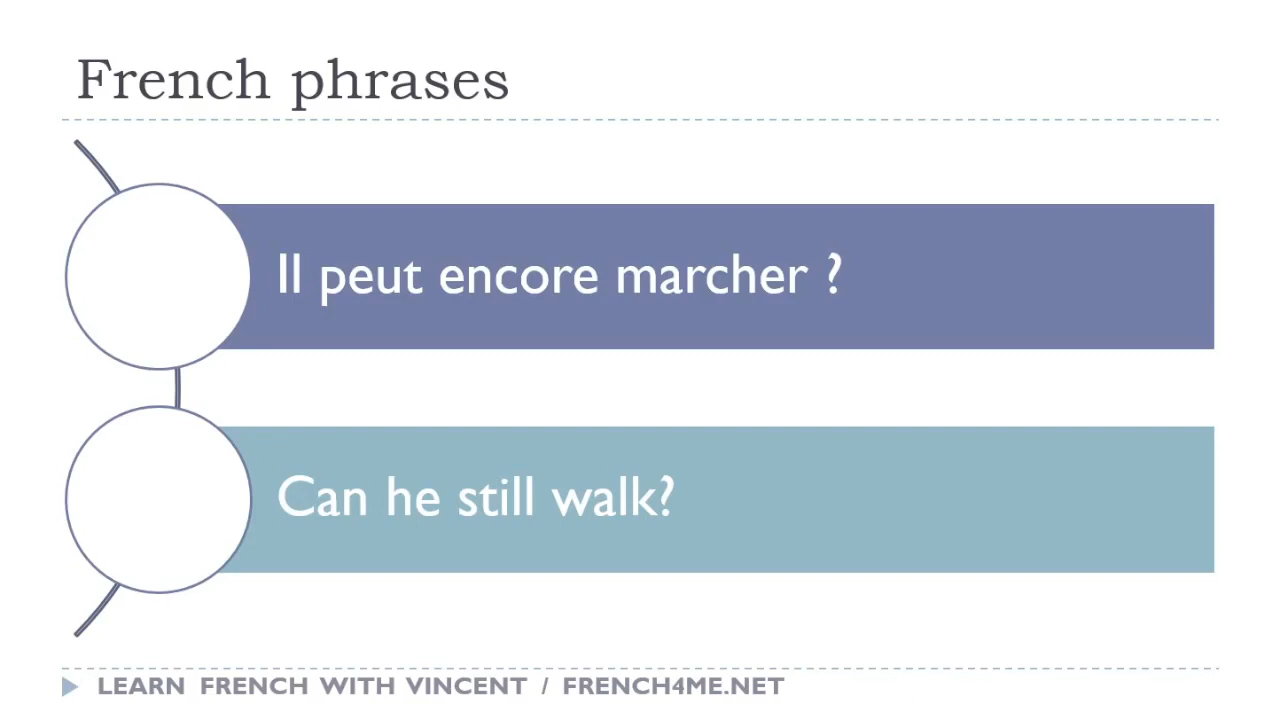 French phrases
Il peut encore marcher ?
Can he still walk?
LEARN FRENCH WITH VINCENT / FRENCH4ME.NET